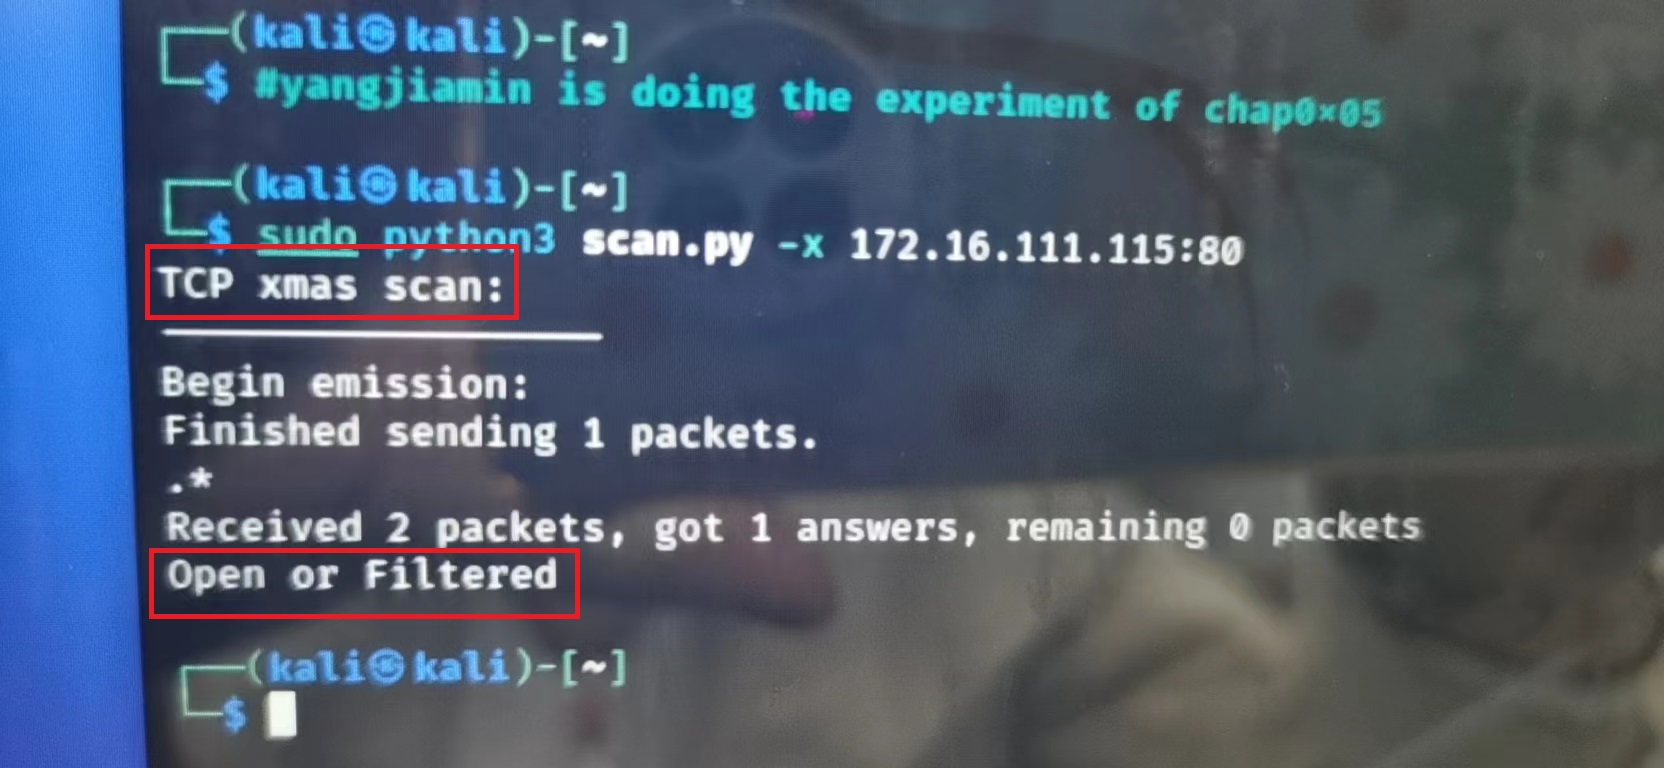 (kali㉿kali)-[~]
$ #yangjiamin is doing the experiment of chap0×05
(kali㉿kali)-[~]
$ sudo python3 scan.py -x 172.16.111.115:80
TCP xmas scan:
Begin emission:
Finished sending 1 packets.
.*
Received 2 packets, got 1 answers, remaining 0 packets
Open or Filtered
(kali㉿kali)-[~]
$